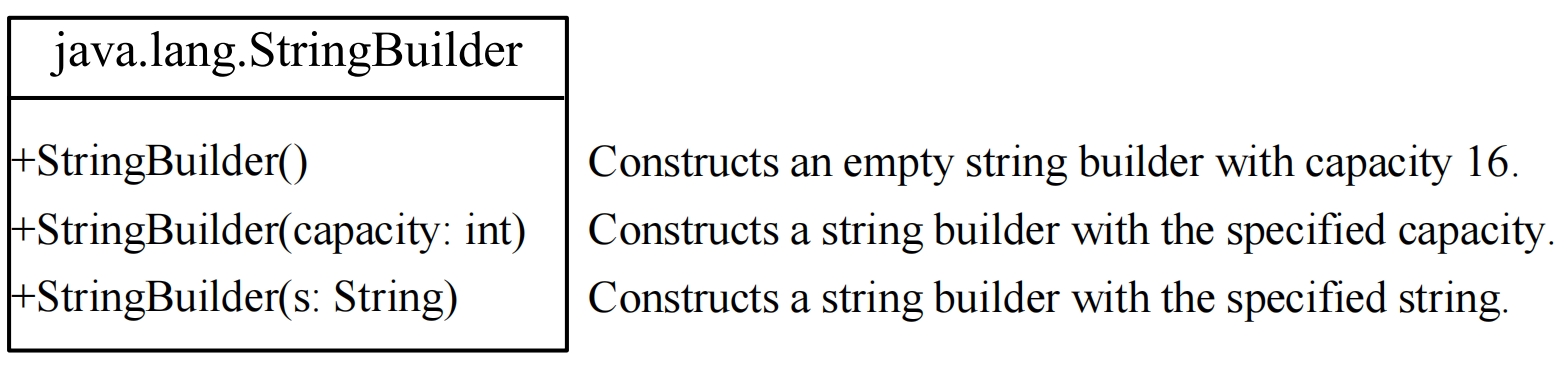 java.lang.StringBuilder
+StringBuilder() Constructs an empty string builder with capacity 16.
+StringBuilder(capacity: int) Constructs a string builder with the specified capacity.
+StringBuilder(s: String) Constructs a string builder with the specified string.